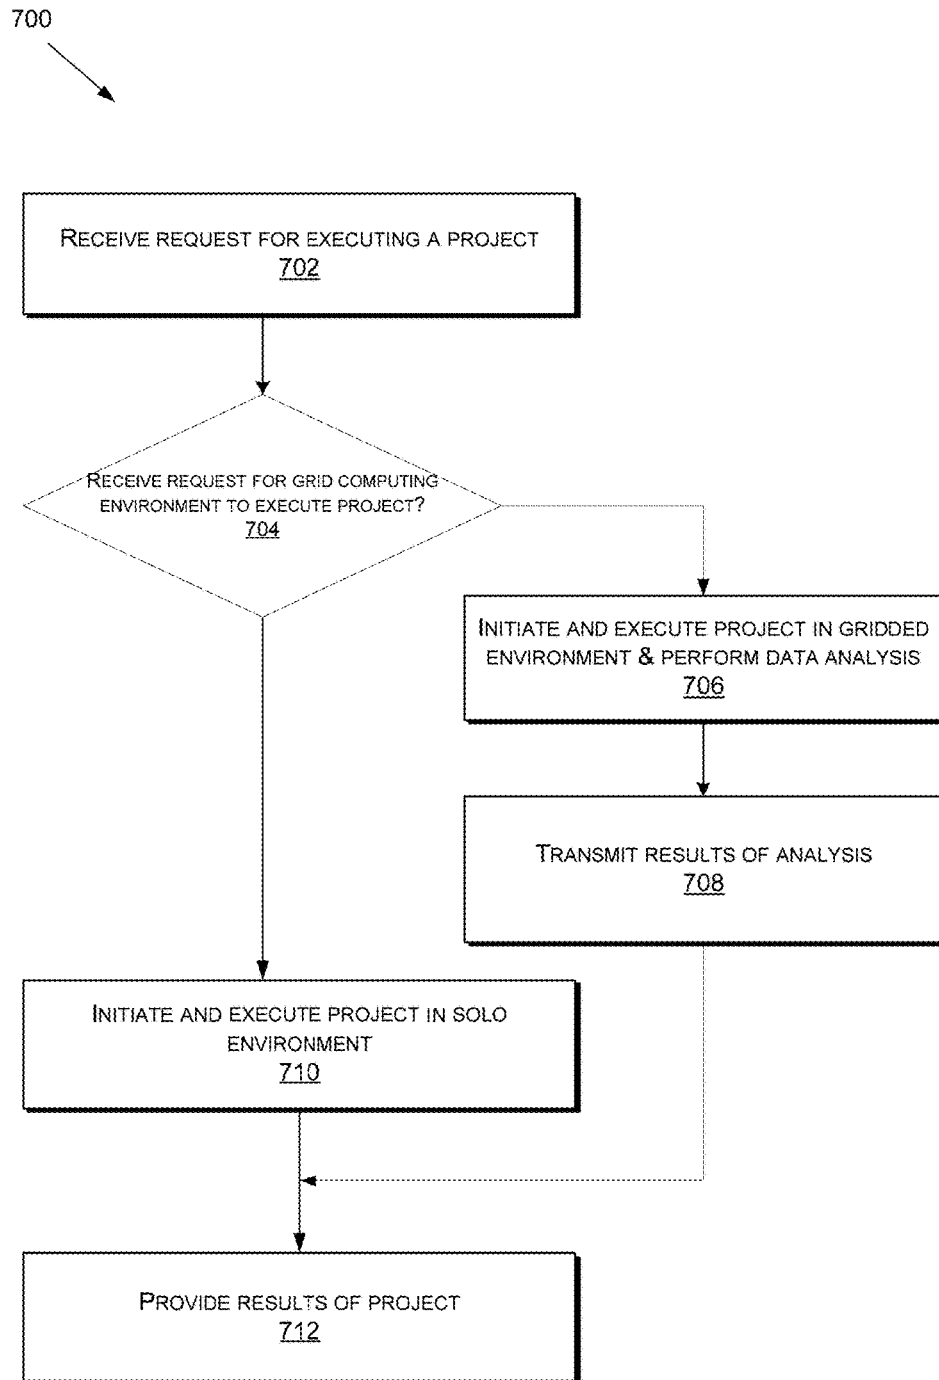 700
RECEIVE REQUEST FOR EXECUTING A PROJECT
702
RECEIVE REQUEST FOR GRID COMPUTING
ENVIRONMENT TO EXECUTE PROJECT?
704
INITIATE AND EXECUTE PROJECT IN GRIDDED
ENVIRONMENT & PERFORM DATA ANALYSIS
706
TRANSMIT RESULTS OF ANALYSIS
708
INITIATE AND EXECUTE PROJECT IN SOLO
ENVIRONMENT
710
PROVIDE RESULTS OF PROJECT
712